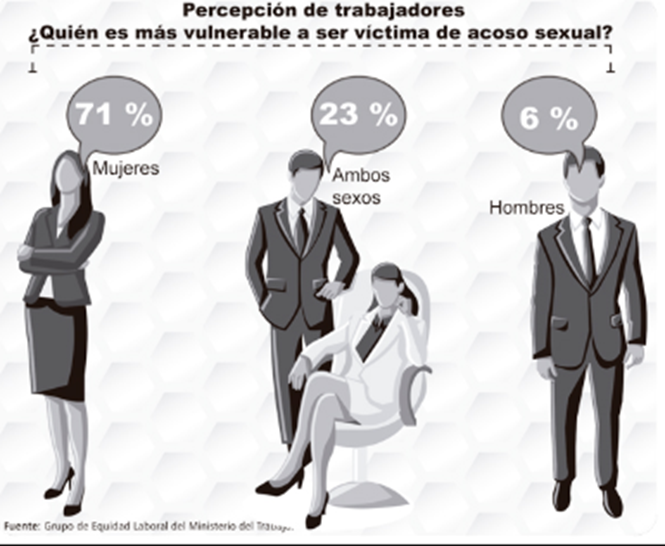 Percepción de trabajadores
¿Quién es más vulnerable a ser víctima de acoso sexual?
71 %
Mujeres
23 %
Ambos
sexos
6 %
Hombres
Fuente: Grupo de Equidad Laboral del Ministerio del